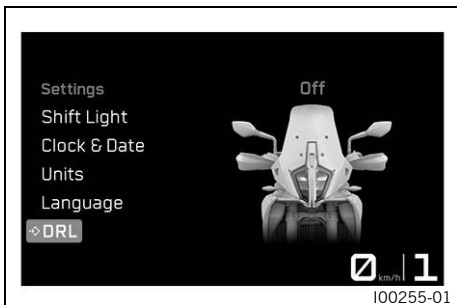 Settings
Off
Shift Light
Clock & Date
Units
Language
DRL
0 km/h 1
I00255-01